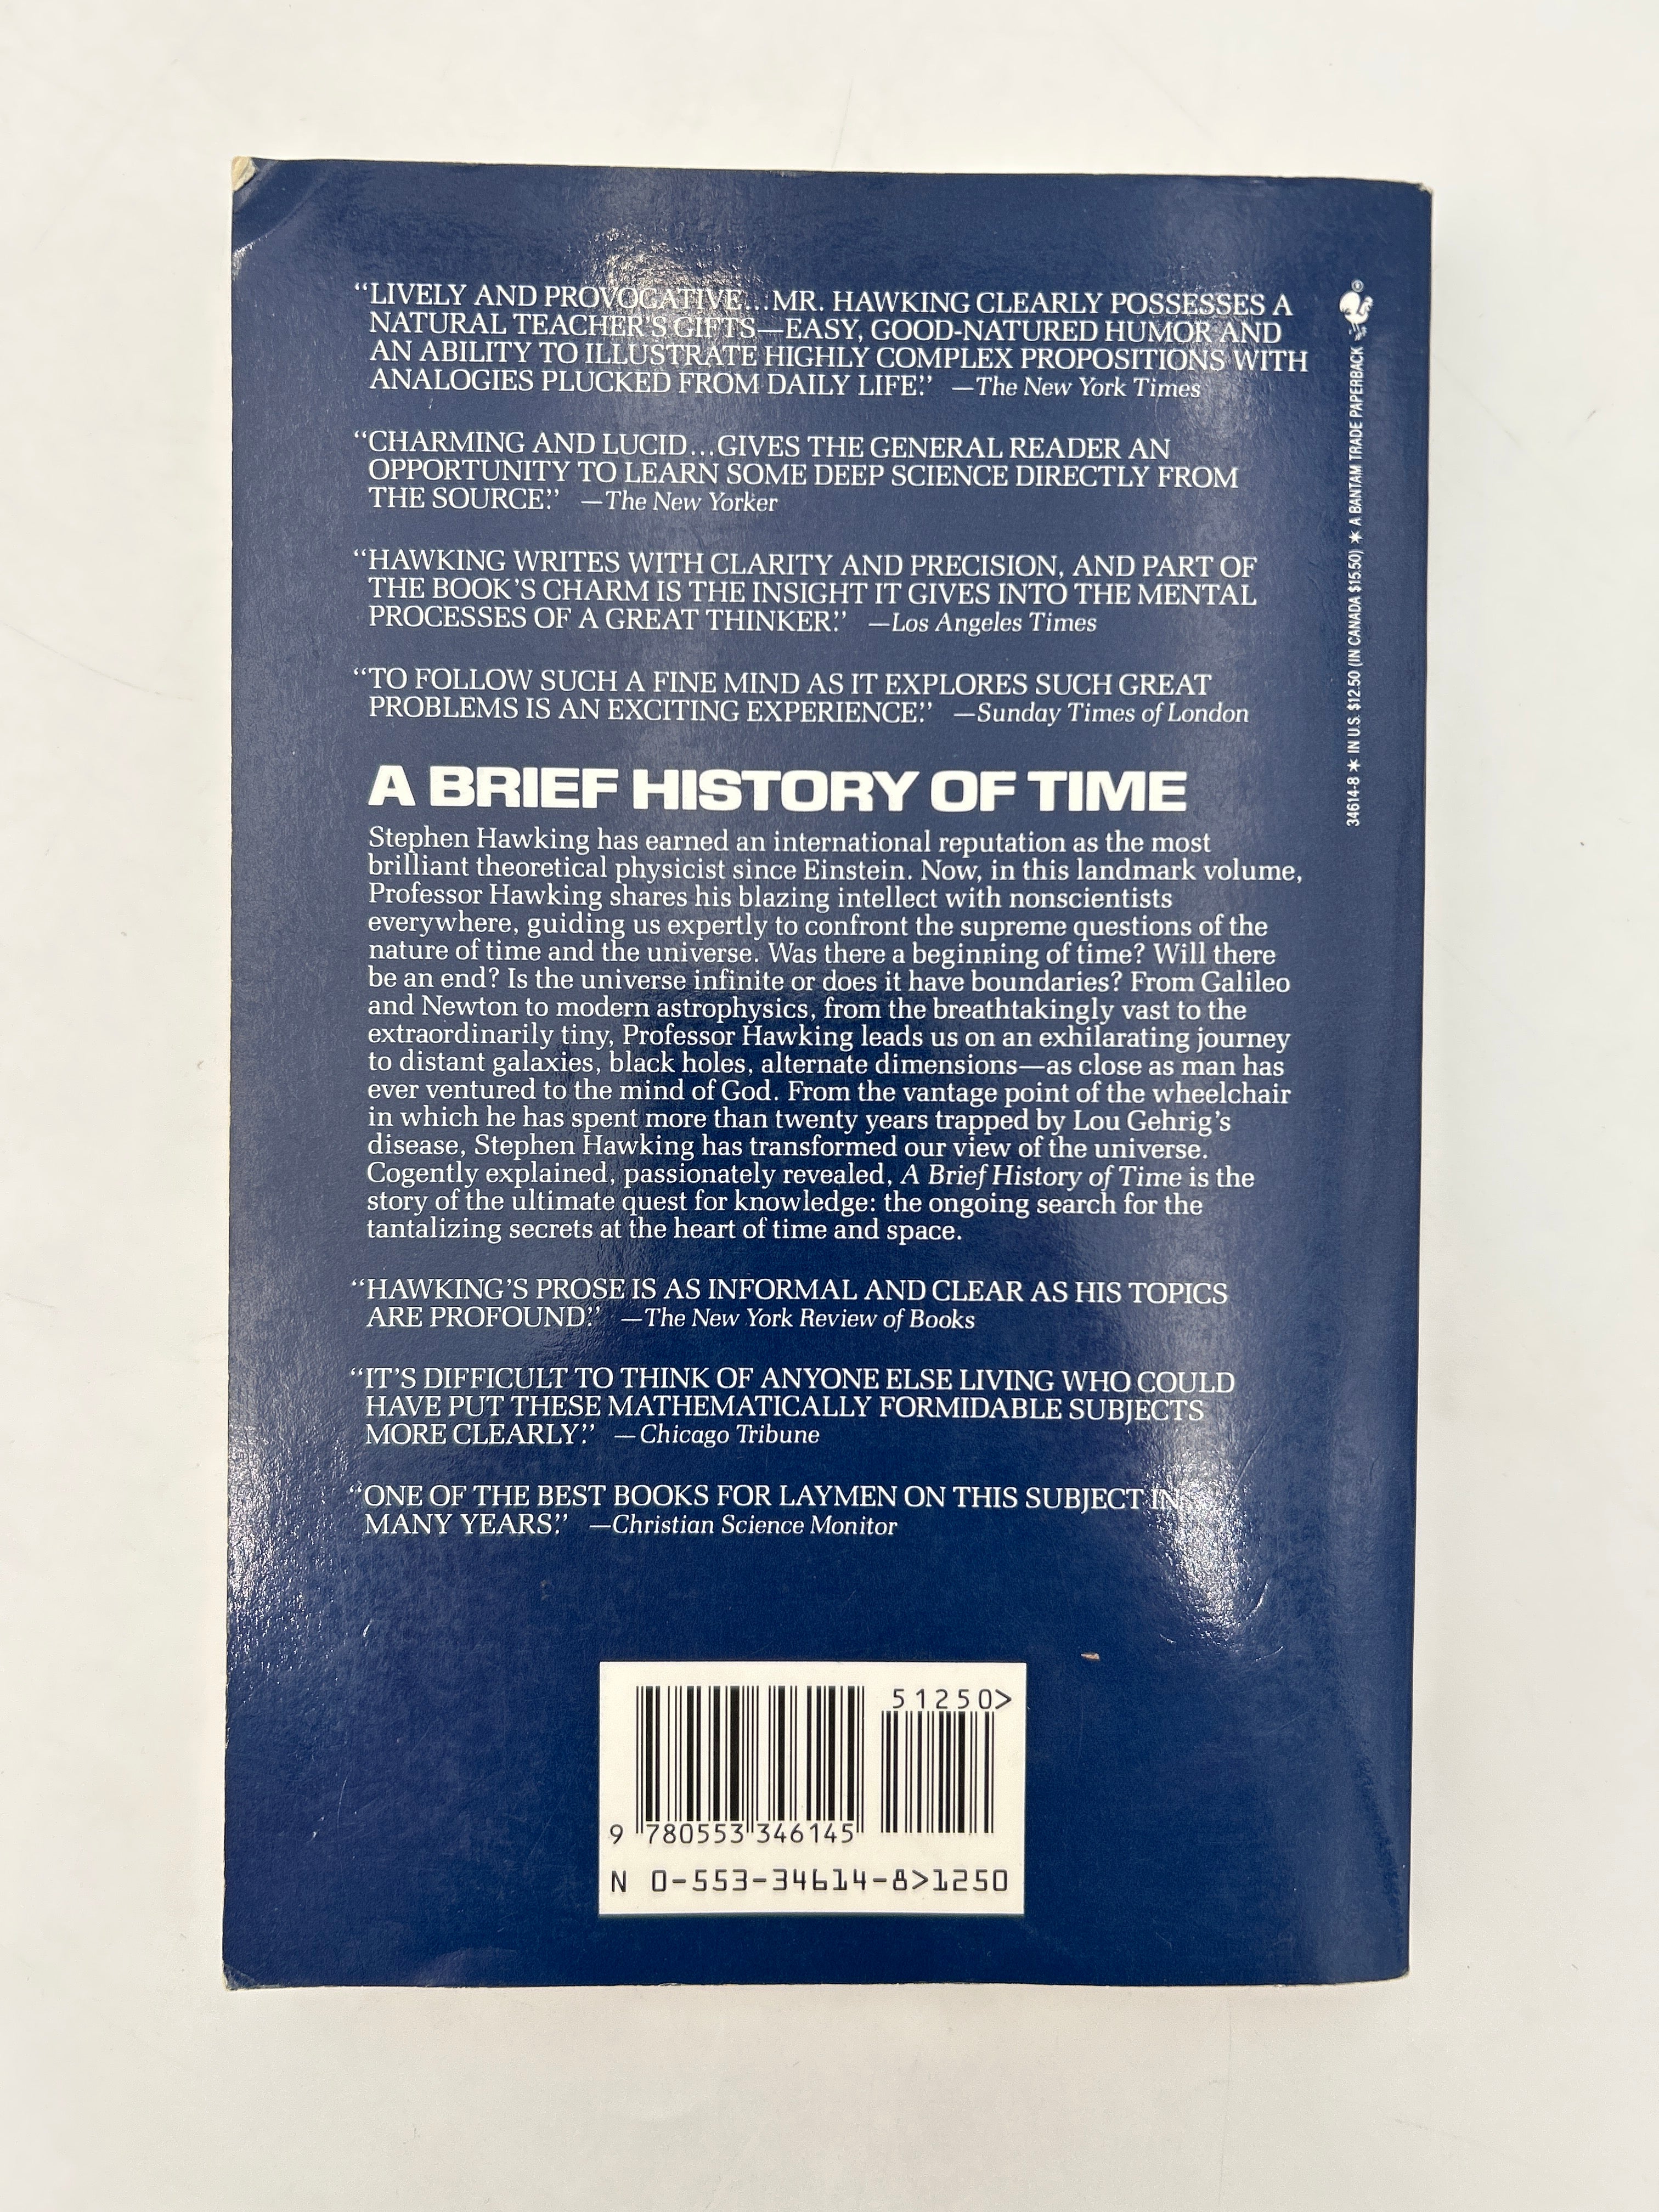 “LIVELY AND PROVOCATIVE...MR. HAWKING CLEARLY POSSESSES A
NATURAL TEACHER’S GIFTS—EASY, GOOD-NATURED HUMOR AND
AN ABILITY TO ILLUSTRATE HIGHLY COMPLEX PROPOSITIONS WITH
ANALOGIES PLUCKED FROM DAILY LIFE.” —The New York Times
“CHARMING AND LUCID...GIVES THE GENERAL READER AN
OPPORTUNITY TO LEARN SOME DEEP SCIENCE DIRECTLY FROM
THE SOURCE.” —The New Yorker
“HAWKING WRITES WITH CLARITY AND PRECISION, AND PART OF
THE BOOK’S CHARM IS THE INSIGHT IT GIVES INTO THE MENTAL
PROCESSES OF A GREAT THINKER.” —Los Angeles Times
“TO FOLLOW SUCH A FINE MIND AS IT EXPLORES SUCH GREAT
PROBLEMS IS AN EXCITING EXPERIENCE.” —Sunday Times of London
A BRIEF HISTORY OF TIME
Stephen Hawking has earned an international reputation as the most
brilliant theoretical physicist since Einstein. Now, in this landmark volume,
Professor Hawking shares his blazing intellect with nonscientists
everywhere, guiding us expertly to confront the supreme questions of the
nature of time and the universe. Was there a beginning of time? Will there
be an end? Is the universe infinite or does it have boundaries? From Galileo
and Newton to modern astrophysics, from the breathtakingly vast to the
extraordinarily tiny, Professor Hawking leads us on an exhilarating journey
to distant galaxies, black holes, alternate dimensions—as close as man has
ever ventured to the mind of God. From the vantage point of the wheelchair
in which he has spent more than twenty years trapped by Lou Gehrig’s
disease, Stephen Hawking has transformed our view of the universe.
Cogently explained, passionately revealed, A Brief History of Time is the
story of the ultimate quest for knowledge: the ongoing search for the
tantalizing secrets at the heart of time and space.
“HAWKING’S PROSE IS AS INFORMAL AND CLEAR AS HIS TOPICS
ARE PROFOUND.” —The New York Review of Books
“IT’S DIFFICULT TO THINK OF ANYONE ELSE LIVING WHO COULD
HAVE PUT THESE MATHEMATICALLY FORMIDABLE SUBJECTS
MORE CLEARLY.” —Chicago Tribune
“ONE OF THE BEST BOOKS FOR LAYMEN ON THIS SUBJECT IN
MANY YEARS.” —Christian Science Monitor
34614-8 ★ IN U.S. $12.50 (IN CANADA $15.50) ★ A BANTAM TRADE PAPERBACK ®
51250>
9 780553 346145
N 0-553-34614-8>1250